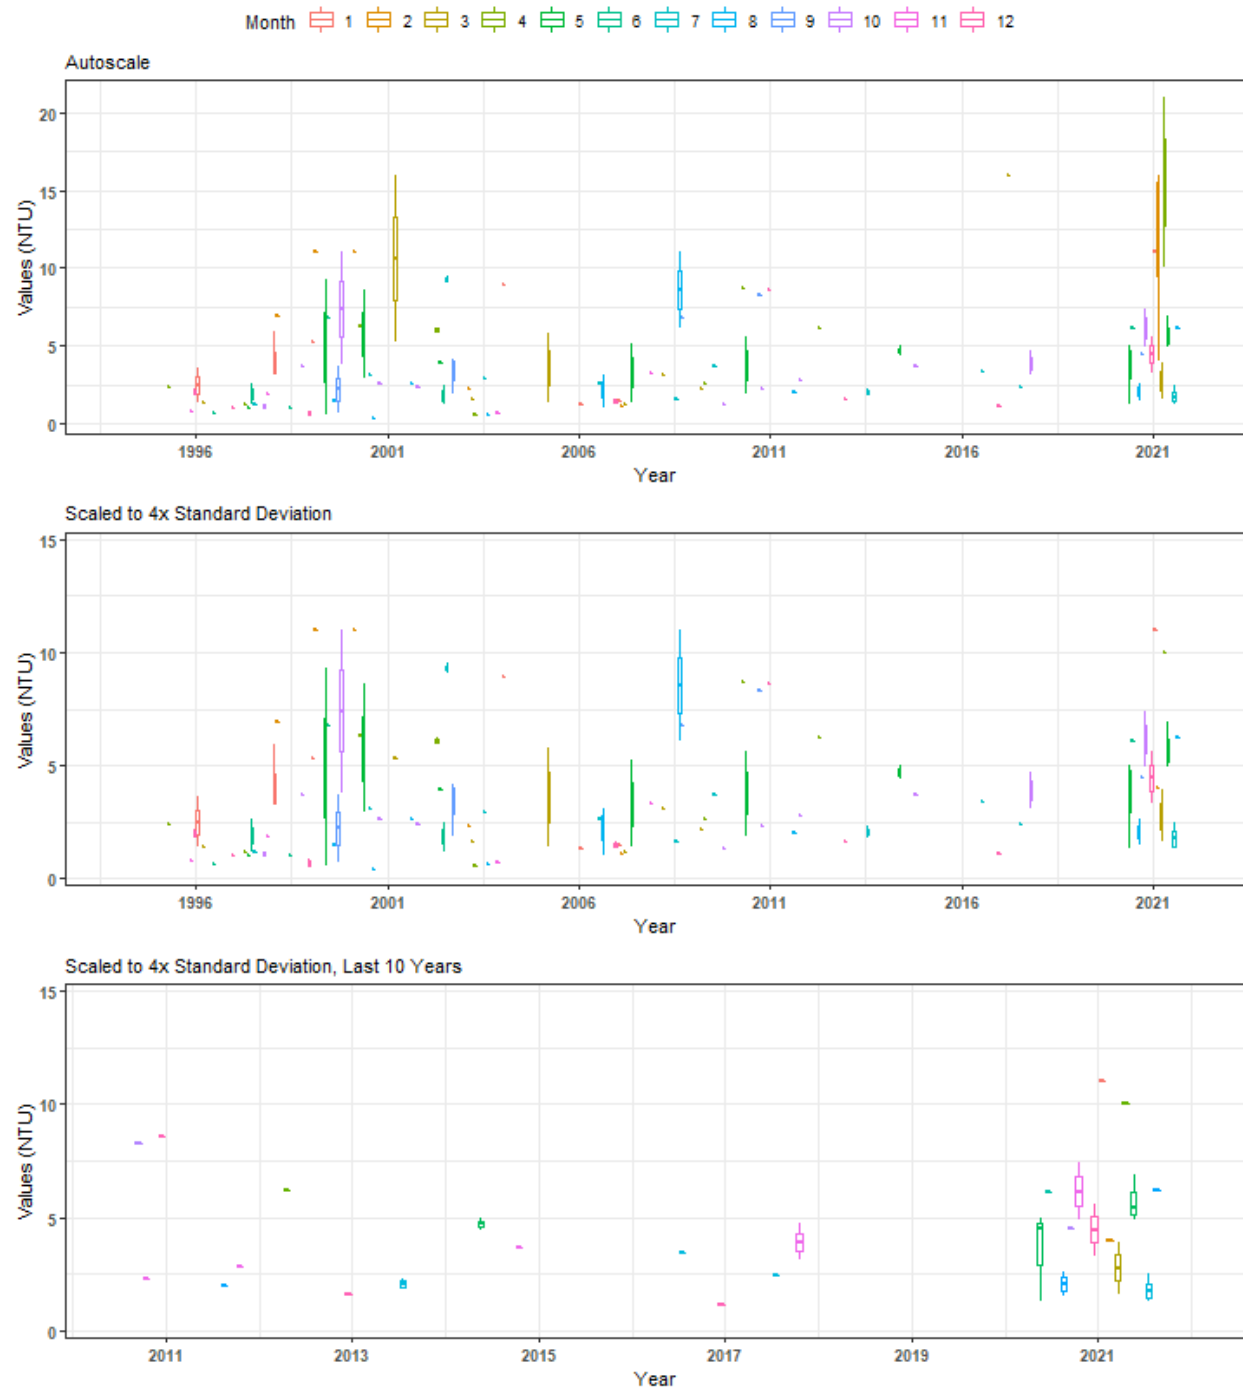 Month 1 2 3 4 5 6 7 8 9 10 11 12
Autoscale
Values (NTU)
20
15
10
5
0
1996 2001 2006 2011 2016 2021
Year
Scaled to 4x Standard Deviation
Values (NTU)
15
10
5
0
1996 2001 2006 2011 2016 2021
Year
Scaled to 4x Standard Deviation, Last 10 Years
Values (NTU)
15
10
5
0
2011 2013 2015 2017 2019 2021
Year